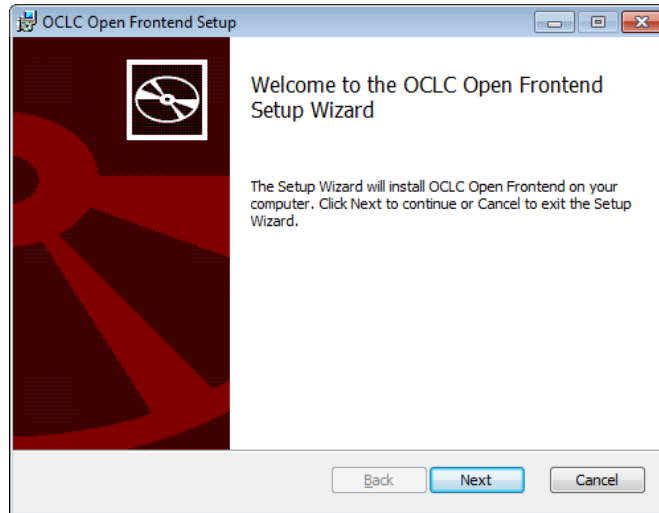 OCLC Open Frontend Setup
Welcome to the OCLC Open Frontend
Setup Wizard
The Setup Wizard will install OCLC Open Frontend on your
computer. Click Next to continue or Cancel to exit the Setup
Wizard.
Back Next Cancel